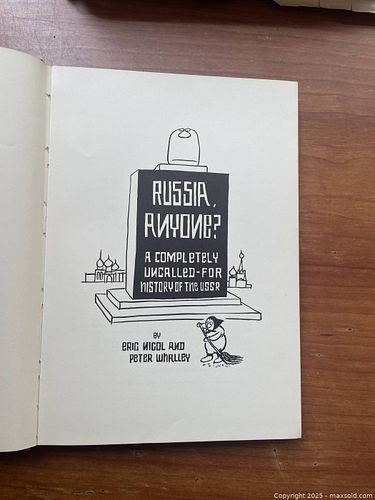 RUSSIA,
ANYONE?
A COMPLETELY
UNCALLED-FOR
HISTORY OF THE USSR
BY
ERIC NICOL AND
PETER WHALLEY
Copyright 2025 - maxsold.com